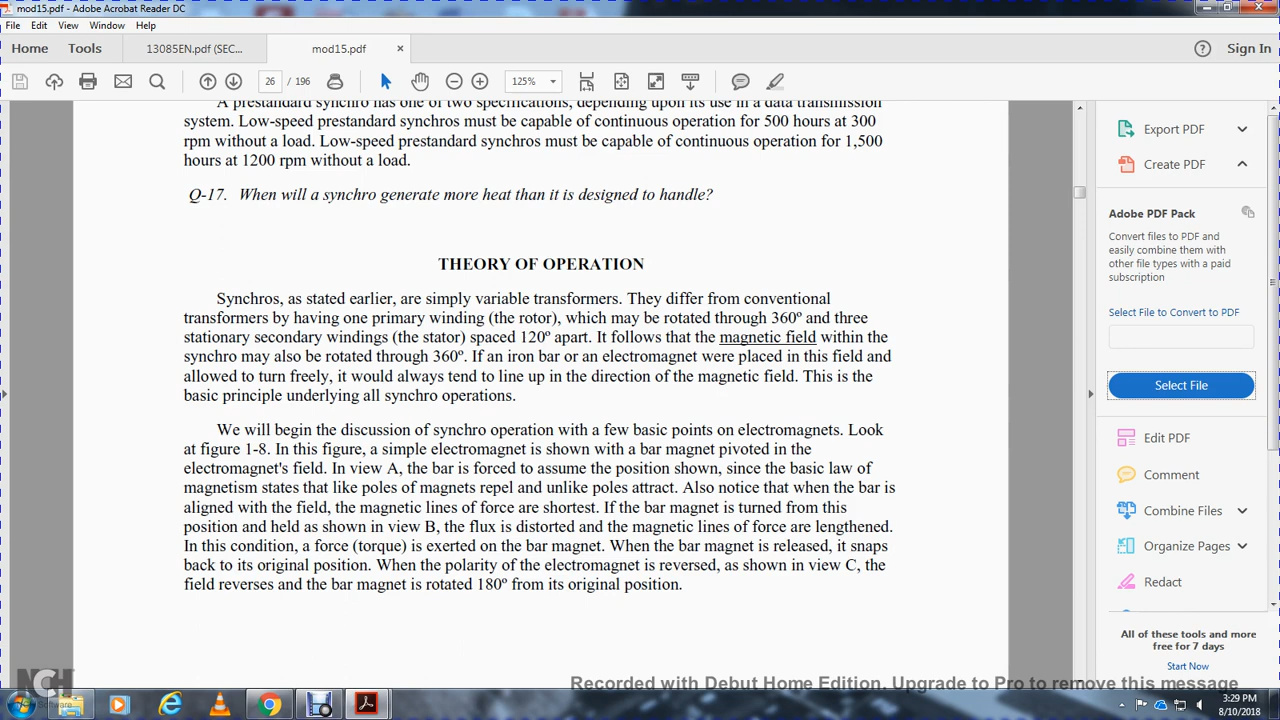 mod15.pdf - Adobe Acrobat Reader DC
File Edit View Window Help
Home Tools 13085EN.pdf (SEC... mod15.pdf × Sign In
26 / 196 125%
A prestandard synchro has one of two specifications, depending upon its use in a data transmission
system. Low-speed prestandard synchros must be capable of continuous operation for 500 hours at 300
rpm without a load. Low-speed prestandard synchros must be capable of continuous operation for 1,500
hours at 1200 rpm without a load.
Q-17. When will a synchro generate more heat than it is designed to handle?
THEORY OF OPERATION
Synchros, as stated earlier, are simply variable transformers. They differ from conventional
transformers by having one primary winding (the rotor), which may be rotated through 360º and three
stationary secondary windings (the stator) spaced 120º apart. It follows that the magnetic field within the
synchro may also be rotated through 360º. If an iron bar or an electromagnet were placed in this field and
allowed to turn freely, it would always tend to line up in the direction of the magnetic field. This is the
basic principle underlying all synchro operations.
We will begin the discussion of synchro operation with a few basic points on electromagnets. Look
at figure 1-8. In this figure, a simple electromagnet is shown with a bar magnet pivoted in the
electromagnet's field. In view A, the bar is forced to assume the position shown, since the basic law of
magnetism states that like poles of magnets repel and unlike poles attract. Also notice that when the bar is
aligned with the field, the magnetic lines of force are shortest. If the bar magnet is turned from this
position and held as shown in view B, the flux is distorted and the magnetic lines of force are lengthened.
In this condition, a force (torque) is exerted on the bar magnet. When the bar magnet is released, it snaps
back to its original position. When the polarity of the electromagnet is reversed, as shown in view C, the
field reverses and the bar magnet is rotated 180º from its original position.
Export PDF
Create PDF
Adobe PDF Pack
Convert files to PDF and
easily combine them with
other file types with a paid
subscription
Select File to Convert to PDF
Select File
Edit PDF
Comment
Combine Files
Organize Pages
Redact
All of these tools and more
free for 7 days
Start Now
NCH
Software
Recorded with Debut Home Edition. Upgrade to Pro to remove this message
3:29 PM
8/10/2018